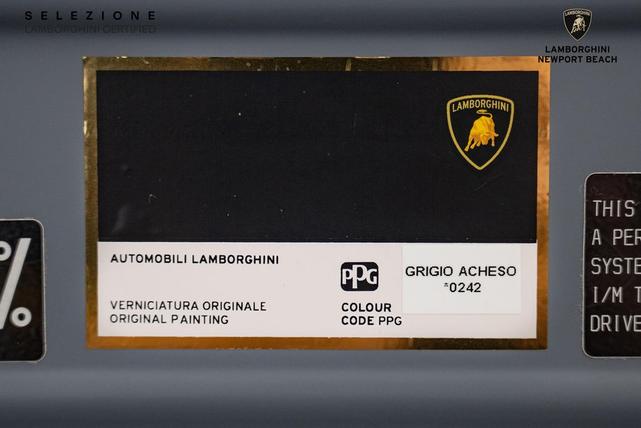 SELEZIONE
LAMBORGHINI CERTIFIED
LAMBORGHINI
NEWPORT BEACH
LAMBORGHINI
AUTOMOBILI LAMBORGHINI
VERNICIATURA ORIGINALE
ORIGINAL PAINTING
PPG
COLOUR
CODE PPG
GRIGIO ACHESO
*0242
%
THIS
A PER
SYSTE
I/M T
DRIVE